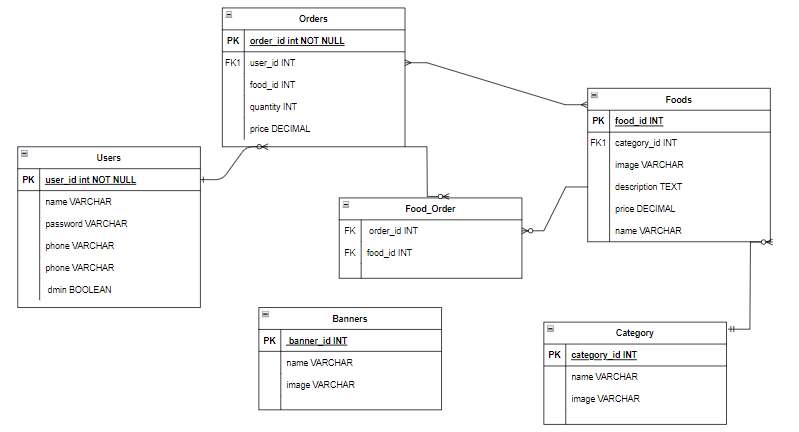 Orders
PK order_id int NOT NULL
FK1 user_id INT
food_id INT
quantity INT
price DECIMAL
Foods
PK food_id INT
FK1 category_id INT
image VARCHAR
description TEXT
price DECIMAL
name VARCHAR
Users
PK user_id int NOT NULL
name VARCHAR
password VARCHAR
phone VARCHAR
phone VARCHAR
dmin BOOLEAN
Food_Order
FK order_id INT
FK food_id INT
Banners
PK banner_id INT
name VARCHAR
image VARCHAR
Category
PK category_id INT
name VARCHAR
image VARCHAR